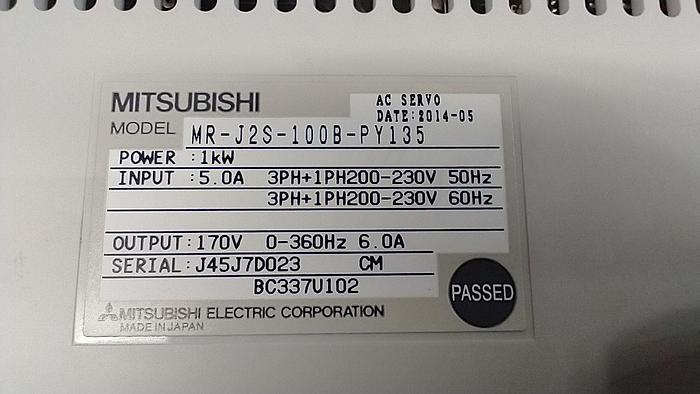 MITSUBISHI
AC SERVO
DATE:2014-05
MODEL MR-J2S-100B-PY135
POWER :1kW
INPUT :5.0A 3PH+1PH200-230V 50Hz
3PH+1PH200-230V 60Hz
OUTPUT:170V 0-360Hz 6.0A
SERIAL:J45J7D023 CM
BC337U102
PASSED
MITSUBISHI ELECTRIC CORPORATION
MADE IN JAPAN